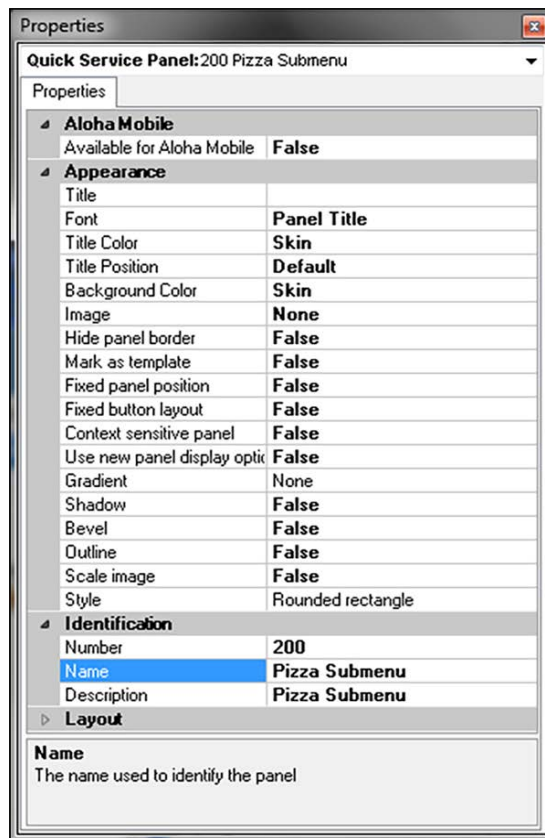 Properties
Quick Service Panel:200 Pizza Submenu
Properties
Aloha Mobile
Available for Aloha Mobile False
Appearance
Title
Font Panel Title
Title Color Skin
Title Position Default
Background Color Skin
Image None
Hide panel border False
Mark as template False
Fixed panel position False
Fixed button layout False
Context sensitive panel False
Use new panel display optic False
Gradient None
Shadow False
Bevel False
Outline False
Scale image False
Style Rounded rectangle
Identification
Number 200
Name Pizza Submenu
Description Pizza Submenu
Layout
Name
The name used to identify the panel